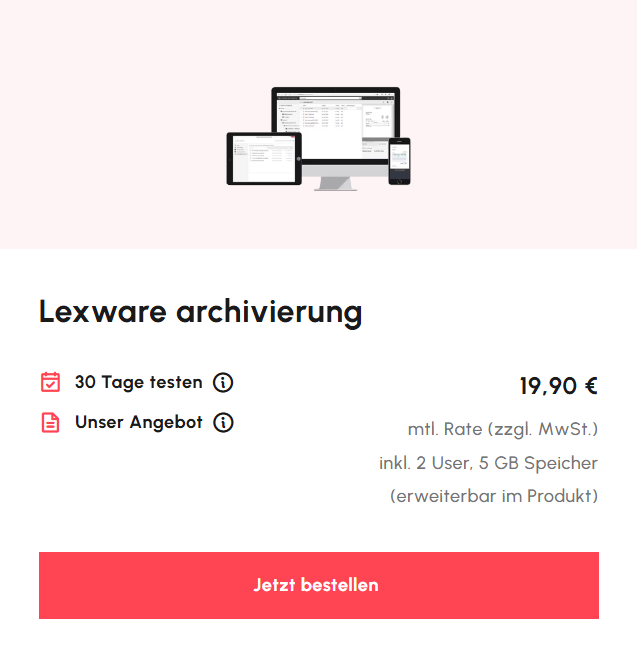 Lexware archivierung
30 Tage testen
Unser Angebot
19,90 €
mtl. Rate (zzgl. MwSt.)
inkl. 2 User, 5 GB Speicher
(erweiterbar im Produkt)
Jetzt bestellen